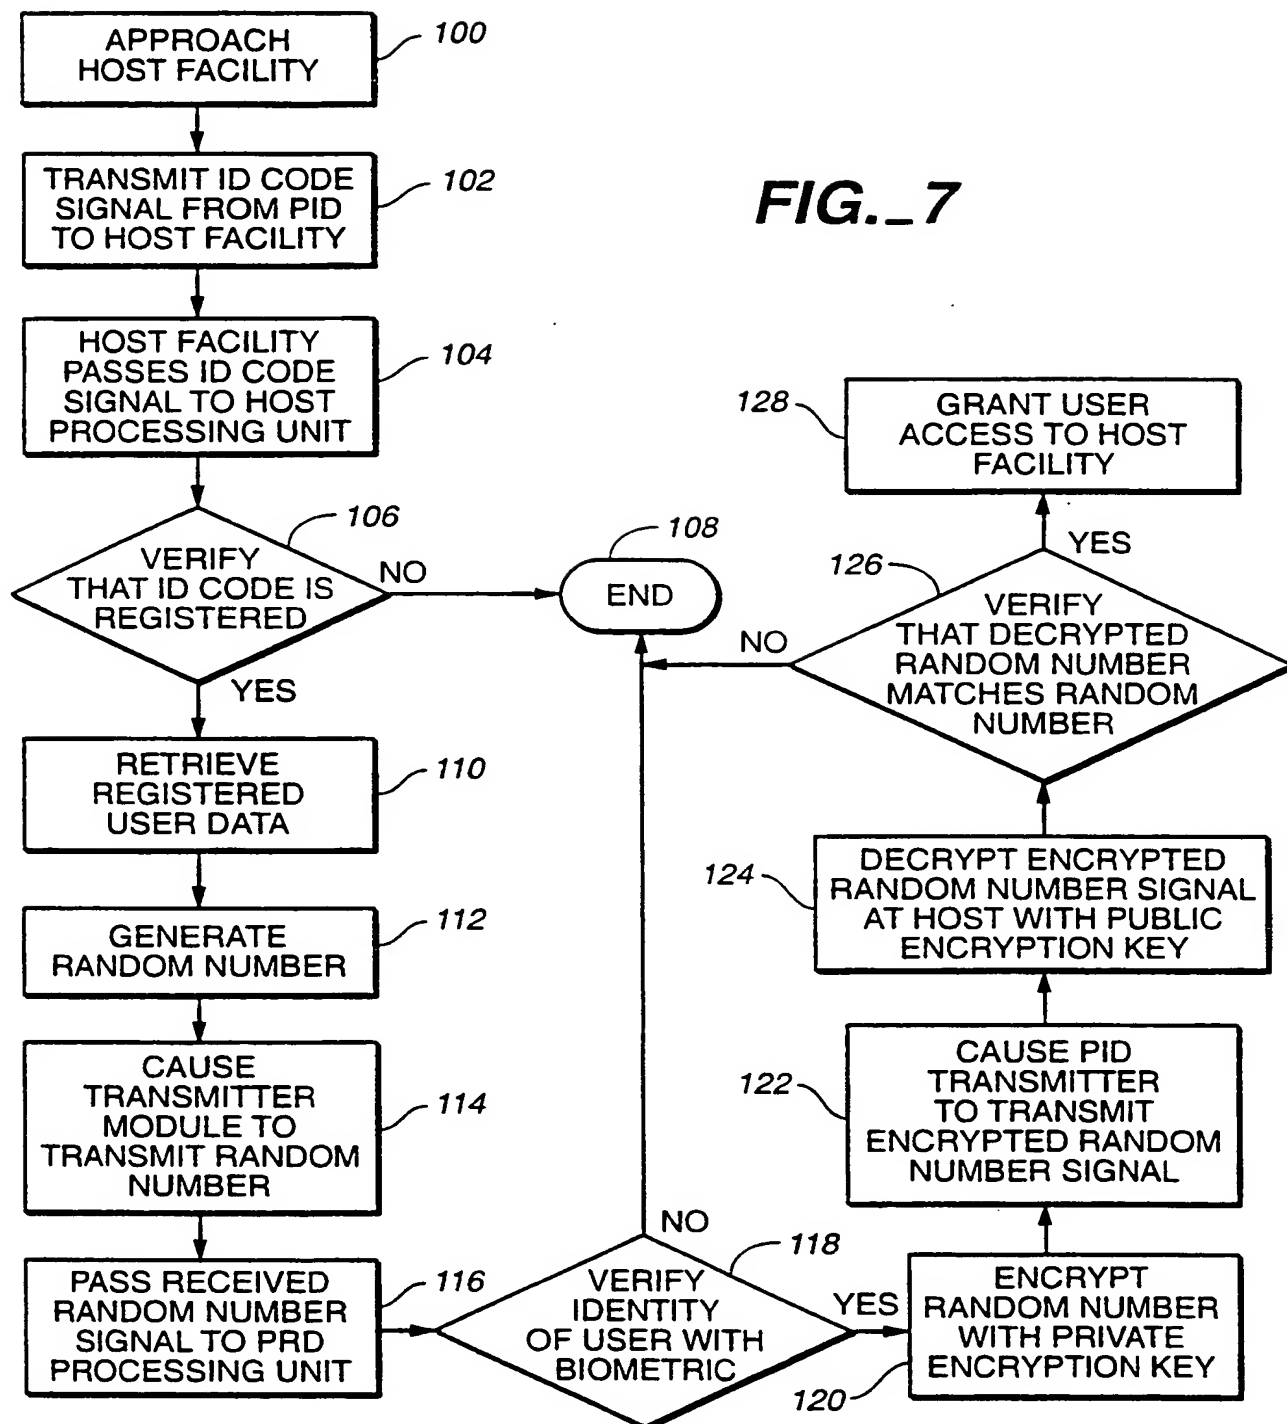 APPROACH
HOST FACILITY
100
TRANSMIT ID CODE
SIGNAL FROM PID
TO HOST FACILITY
102
FIG._7
HOST FACILITY
PASSES ID CODE
SIGNAL TO HOST
PROCESSING UNIT
104
VERIFY
THAT ID CODE IS
REGISTERED
106
NO
YES
END
108
RETRIEVE
REGISTERED
USER DATA
110
GENERATE
RANDOM NUMBER
112
CAUSE
TRANSMITTER
MODULE TO
TRANSMIT RANDOM
NUMBER
114
PASS RECEIVED
RANDOM NUMBER
SIGNAL TO PRD
PROCESSING UNIT
116
VERIFY
IDENTITY
OF USER WITH
BIOMETRIC
118
NO
YES
ENCRYPT
RANDOM NUMBER
WITH PRIVATE
ENCRYPTION KEY
120
CAUSE PID
TRANSMITTER
TO TRANSMIT
ENCRYPTED RANDOM
NUMBER SIGNAL
122
DECRYPT ENCRYPTED
RANDOM NUMBER SIGNAL
AT HOST WITH PUBLIC
ENCRYPTION KEY
124
VERIFY
THAT DECRYPTED
RANDOM NUMBER
MATCHES RANDOM
NUMBER
126
NO
YES
GRANT USER
ACCESS TO HOST
FACILITY
128